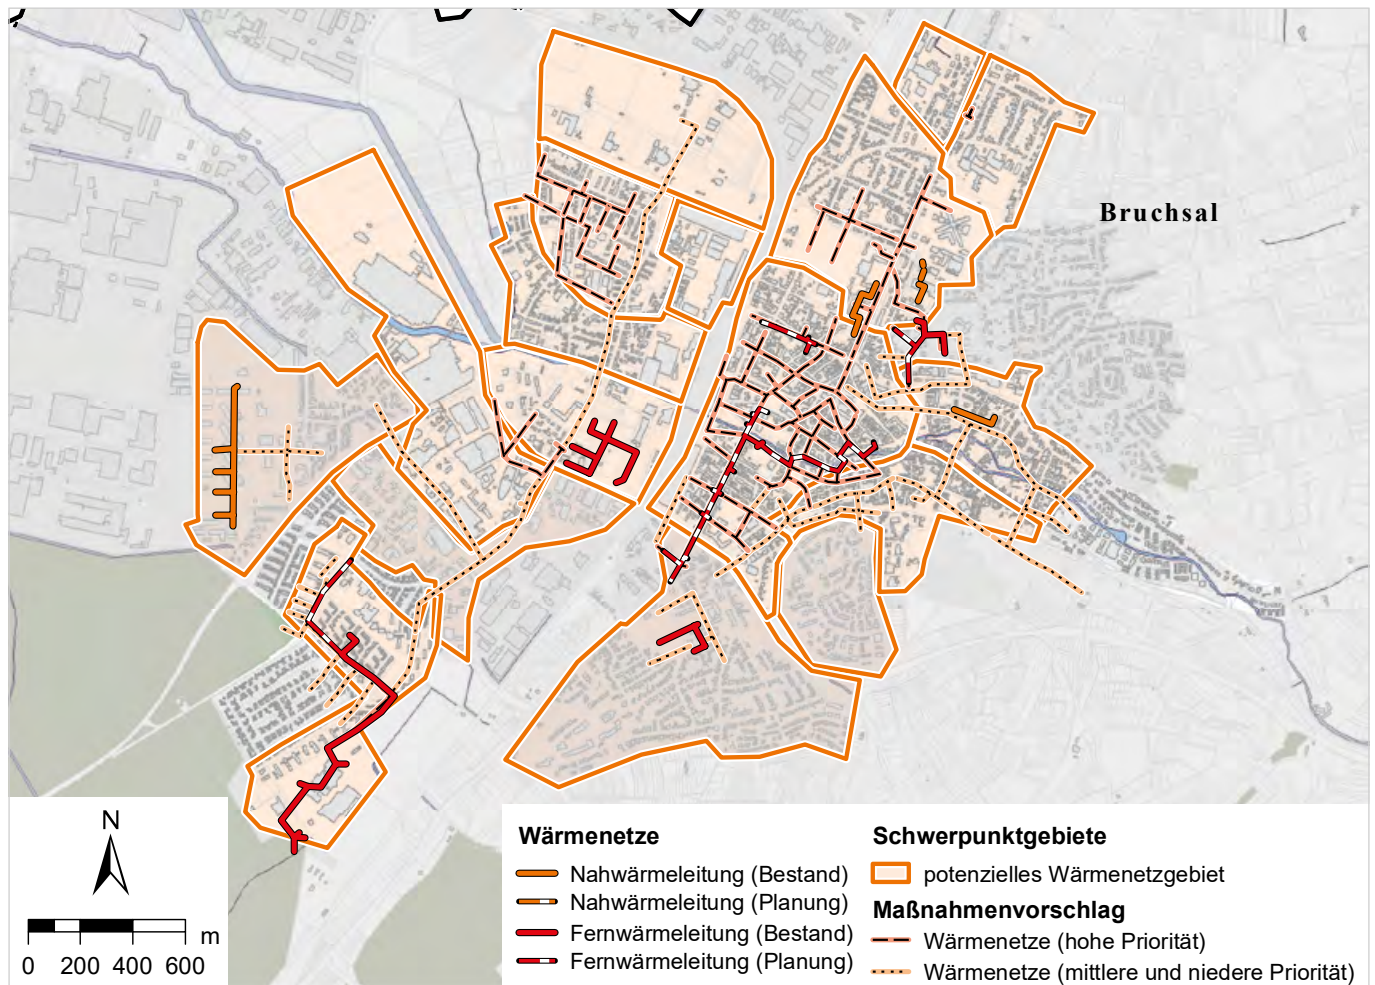 Bruchsal
N
m
0 200 400 600
Wärmenetze
Nahwärmeleitung (Bestand)
Nahwärmeleitung (Planung)
Fernwärmeleitung (Bestand)
Fernwärmeleitung (Planung)
Schwerpunktgebiete
potenzielles Wärmenetzgebiet
Maßnahmenvorschlag
Wärmenetze (hohe Priorität)
Wärmenetze (mittlere und niedere Priorität)